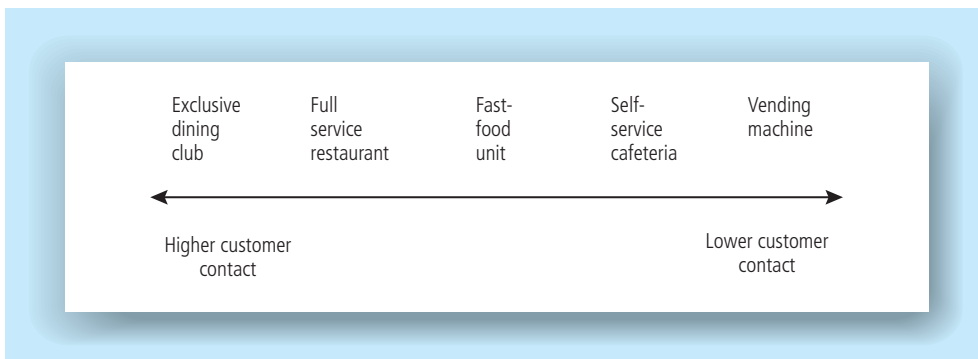 Exclusive
dining
club
Full
service
restaurant
Fast-
food
unit
Self-
service
cafeteria
Vending
machine
Higher customer
contact
Lower customer
contact